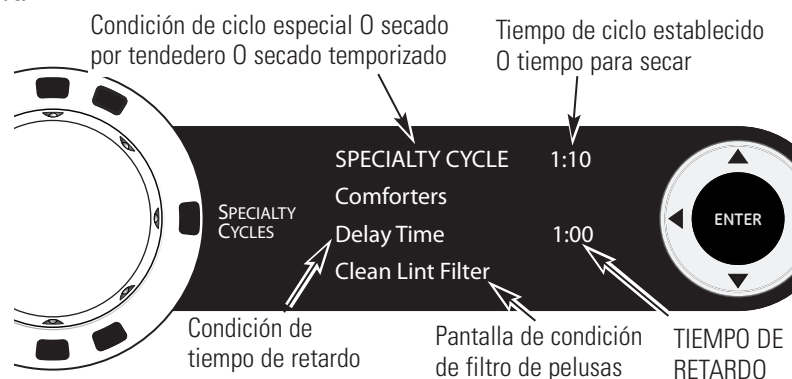 Condición de ciclo especial O secado
por tendedero O secado temporizado
Tiempo de ciclo establecido
O tiempo para secar
SPECIALTY CYCLE 1:10
Comforters
SPECIALTY
CYCLES
Delay Time 1:00
Clean Lint Filter
ENTER
Condición de
tiempo de retardo
Pantalla de condición
de filtro de pelusas
TIEMPO DE
RETARDO